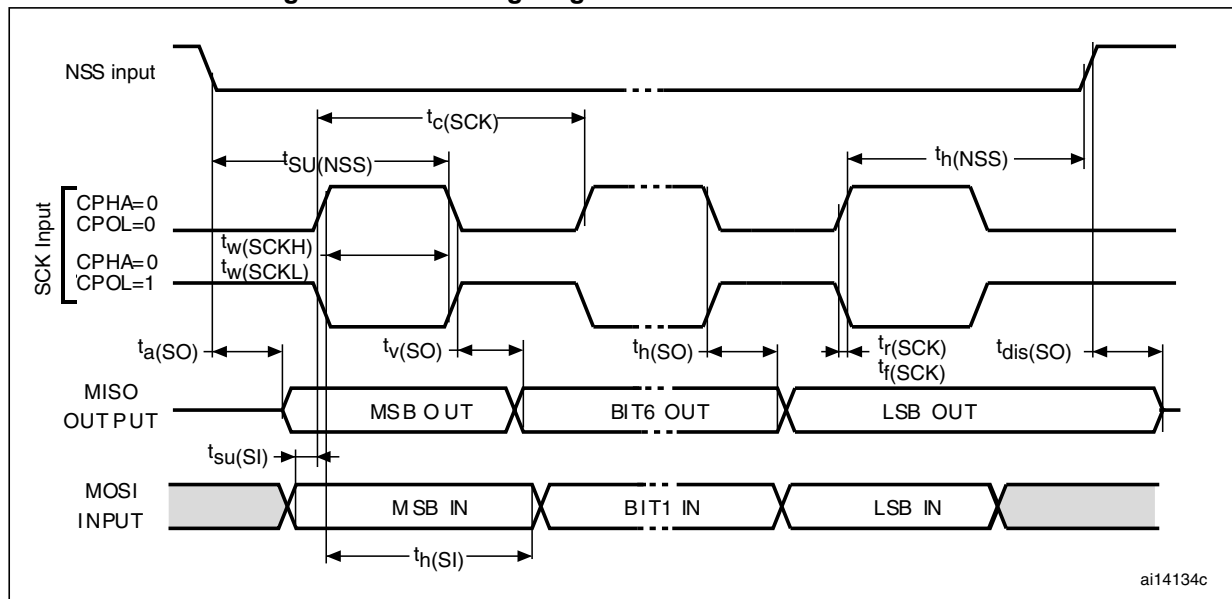 NSS input
tc(SCK)
tSU(NSS)
th(NSS)
SCK Input
CPHA=0
CPOL=0
tw(SCKH)
CPHA=0
tw(SCKL)
CPOL=1
ta(SO)
tv(SO)
th(SO)
tr(SCK)
tf(SCK)
tdis(SO)
MISO
OUTPUT
MSB OUT
BIT6 OUT
LSB OUT
tsu(SI)
MOSI
INPUT
MSB IN
BIT1 IN
LSB IN
th(SI)
ai14134c